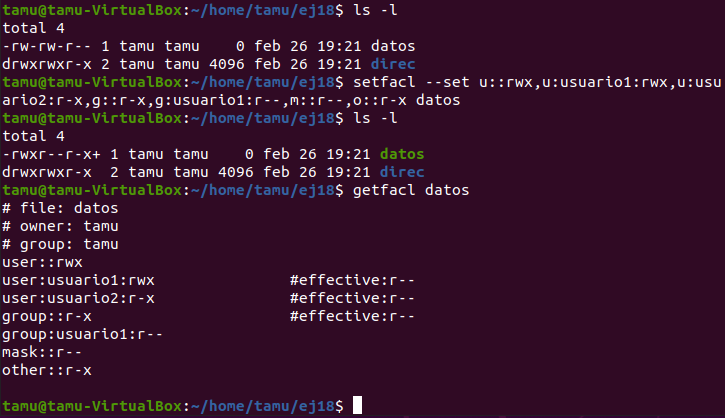 tamu@tamu-VirtualBox:~/home/tamu/ej18$ ls -l
total 4
-rw-rw-r-- 1 tamu tamu    0 feb 26 19:21 datos
drwxrwxr-x 2 tamu tamu 4096 feb 26 19:21 direc
tamu@tamu-VirtualBox:~/home/tamu/ej18$ setfacl --set u::rwx,u:usuario1:rwx,u:usu
ario2:r-x,g::r-x,g:usuario1:r--,m::r--,o::r-x datos
tamu@tamu-VirtualBox:~/home/tamu/ej18$ ls -l
total 4
-rwxr--r-x+ 1 tamu tamu    0 feb 26 19:21 datos
drwxrwxr-x  2 tamu tamu 4096 feb 26 19:21 direc
tamu@tamu-VirtualBox:~/home/tamu/ej18$ getfacl datos
# file: datos
# owner: tamu
# group: tamu
user::rwx
user:usuario1:rwx               #effective:r--
user:usuario2:r-x               #effective:r--
group::r-x                      #effective:r--
group:usuario1:r--
mask::r--
other::r-x
tamu@tamu-VirtualBox:~/home/tamu/ej18$